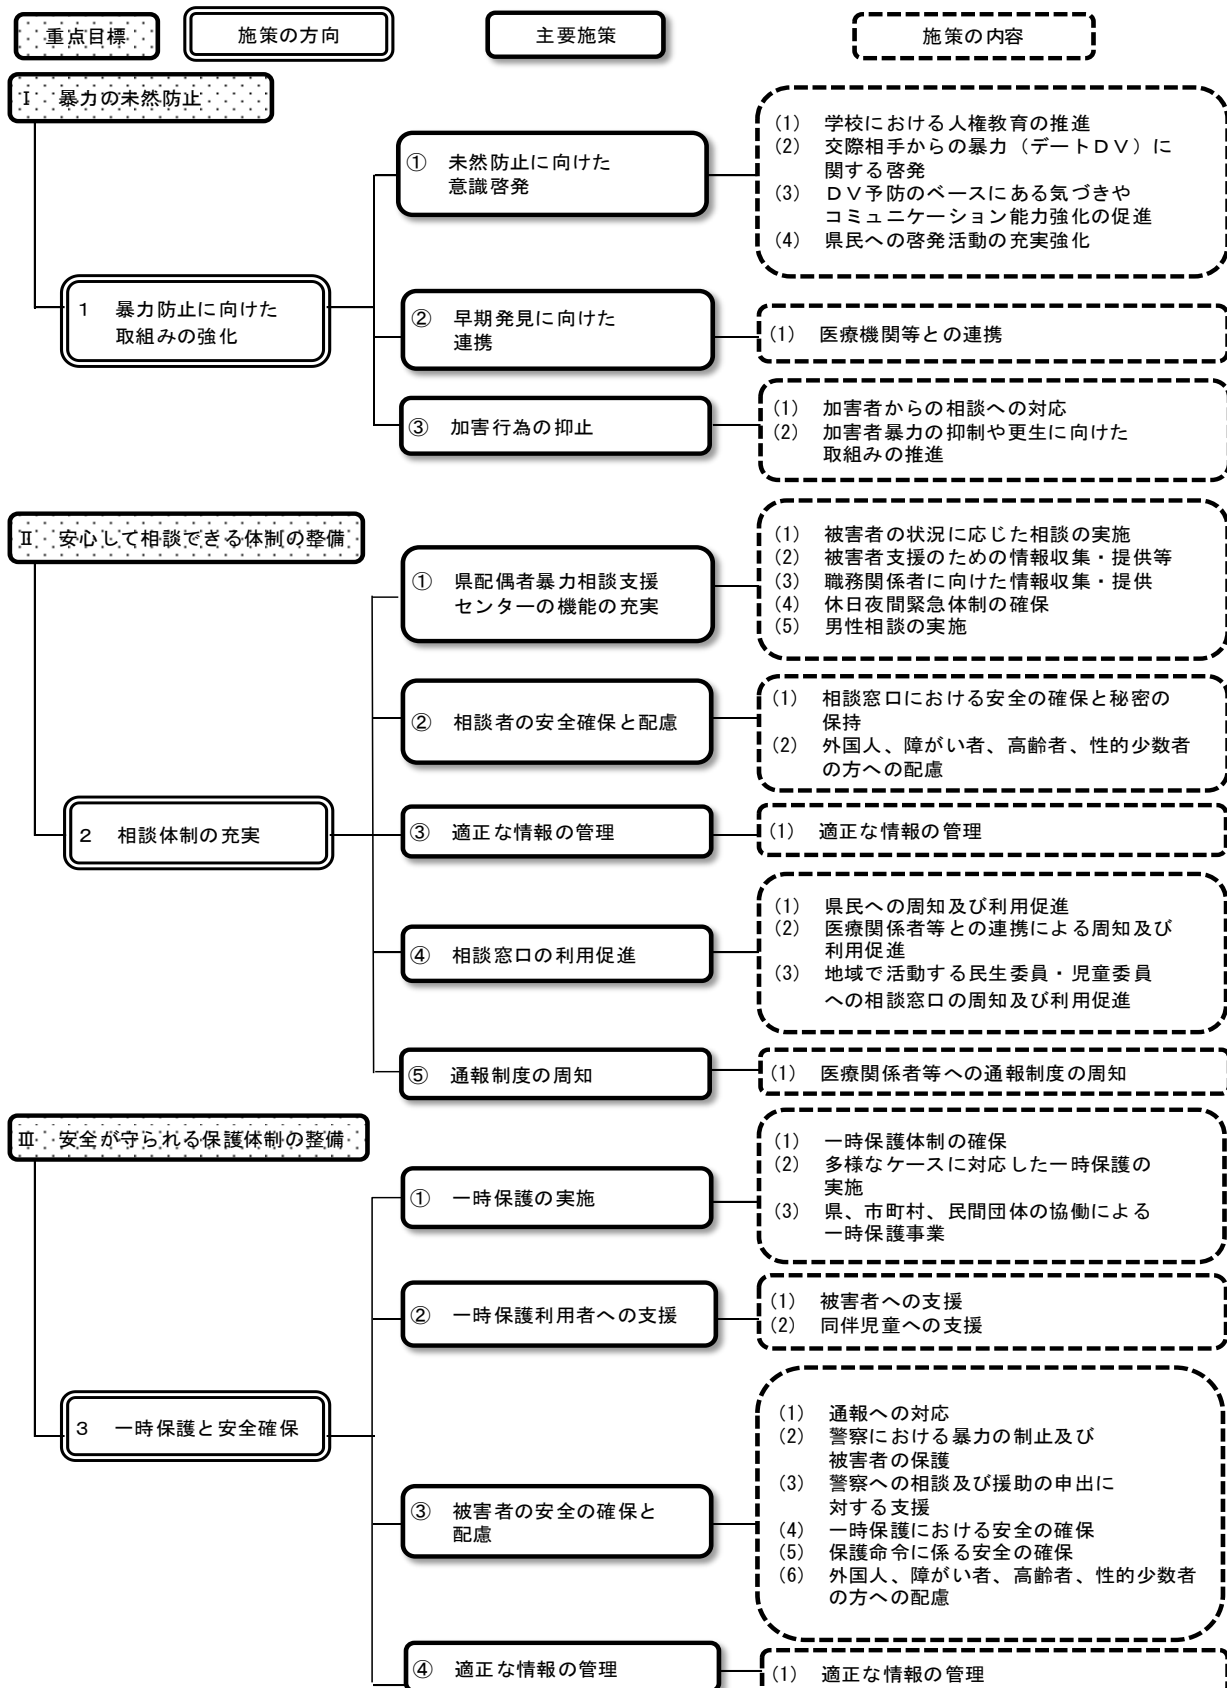 重点目標
施策の方向
主要施策
施策の内容
Ⅰ 暴力の未然防止
1 暴力防止に向けた
取組みの強化
① 未然防止に向けた
意識啓発
(1) 学校における人権教育の推進
(2) 交際相手からの暴力（デートＤＶ）に
関する啓発
(3) ＤＶ予防のベースにある気づきや
コミュニケーション能力強化の促進
(4) 県民への啓発活動の充実強化
② 早期発見に向けた
連携
(1) 医療機関等との連携
③ 加害行為の抑止
(1) 加害者からの相談への対応
(2) 加害者暴力の抑制や更生に向けた
取組みの推進
Ⅱ 安心して相談できる体制の整備
2 相談体制の充実
① 県配偶者暴力相談支援
センターの機能の充実
(1) 被害者の状況に応じた相談の実施
(2) 被害者支援のための情報収集・提供等
(3) 職務関係者に向けた情報収集・提供
(4) 休日夜間緊急体制の確保
(5) 男性相談の実施
② 相談者の安全確保と配慮
(1) 相談窓口における安全の確保と秘密の
保持
(2) 外国人、障がい者、高齢者、性的少数者
の方への配慮
③ 適正な情報の管理
(1) 適正な情報の管理
④ 相談窓口の利用促進
(1) 県民への周知及び利用促進
(2) 医療関係者等との連携による周知及び
利用促進
(3) 地域で活動する民生委員・児童委員
への相談窓口の周知及び利用促進
⑤ 通報制度の周知
(1) 医療関係者等への通報制度の周知
Ⅲ 安全が守られる保護体制の整備
3 一時保護と安全確保
① 一時保護の実施
(1) 一時保護体制の確保
(2) 多様なケースに対応した一時保護の
実施
(3) 県、市町村、民間団体の協働による
一時保護事業
② 一時保護利用者への支援
(1) 被害者への支援
(2) 同伴児童への支援
③ 被害者の安全の確保と
配慮
(1) 通報への対応
(2) 警察における暴力の制止及び
被害者の保護
(3) 警察への相談及び援助の申出に
対する支援
(4) 一時保護における安全の確保
(5) 保護命令に係る安全の確保
(6) 外国人、障がい者、高齢者、性的少数者
の方への配慮
④ 適正な情報の管理
(1) 適正な情報の管理